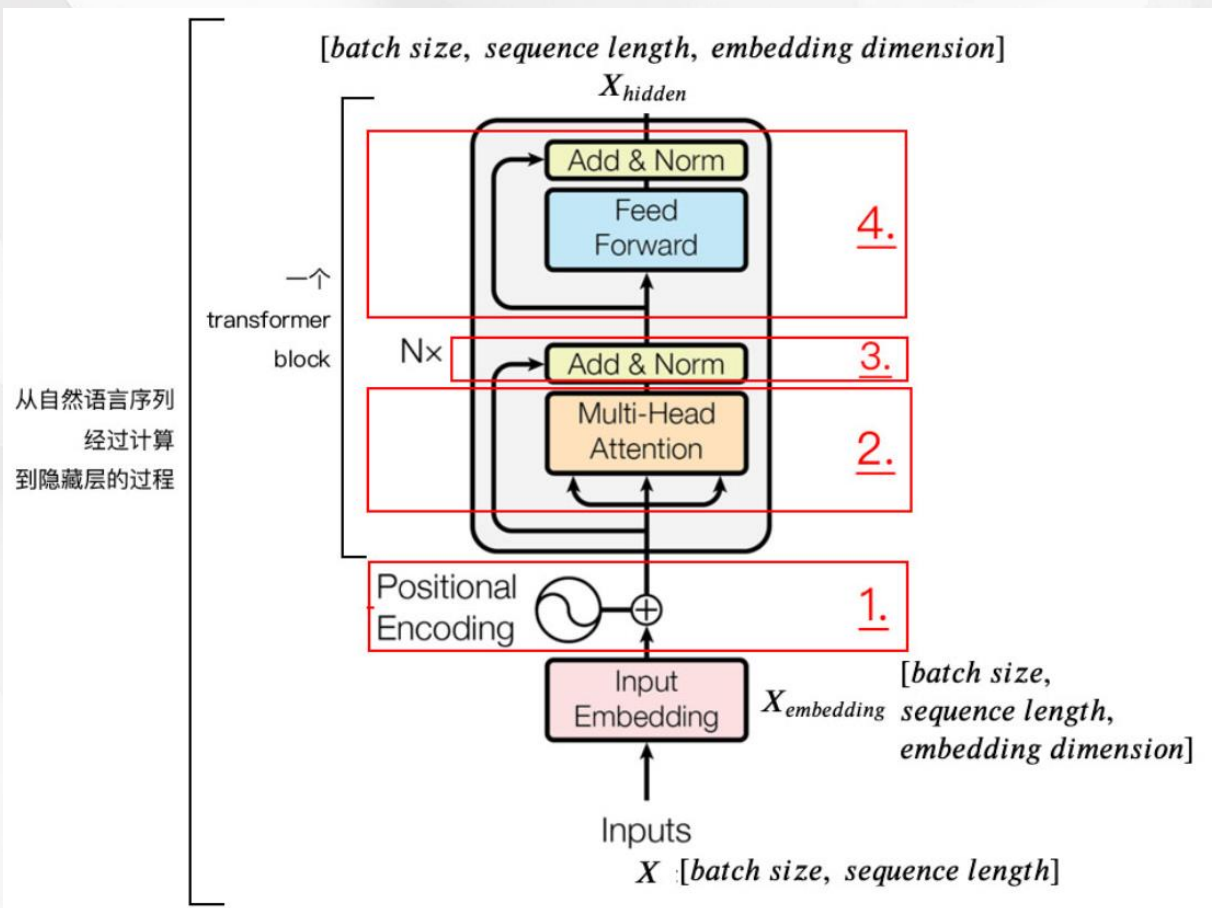 [batch size, sequence length, embedding dimension]
X_hidden
Add & Norm
Feed
Forward
4.
一个
transformer
block
N×
Add & Norm
3.
Multi-Head
Attention
2.
从自然语言序列
经过计算
到隐藏层的过程
Positional
Encoding
1.
Input
Embedding
X_embedding
[batch size,
sequence length,
embedding dimension]
Inputs
X :[batch size, sequence length]